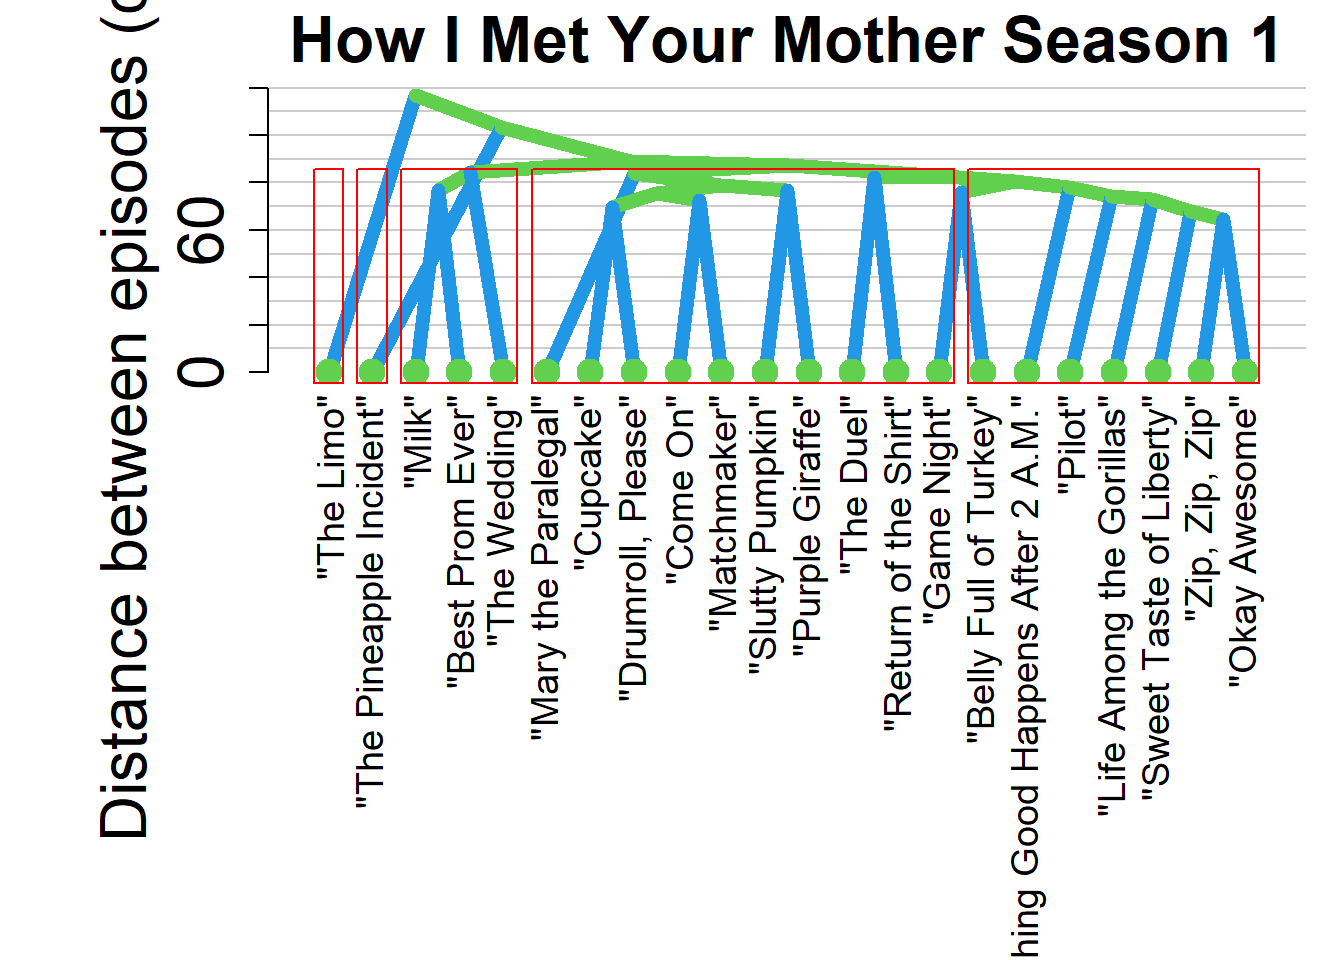 How I Met Your Mother Season 1
Distance between episodes (
60
0
"The Limo"
"The Pineapple Incident"
"Milk"
"Best Prom Ever"
"The Wedding"
"Mary the Paralegal"
"Cupcake"
"Drumroll, Please"
"Come On"
"Matchmaker"
"Slutty Pumpkin"
"Purple Giraffe"
"The Duel"
"Return of the Shirt"
"Game Night"
"Belly Full of Turkey"
hing Good Happens After 2 A.M."
"Pilot"
"Life Among the Gorillas"
"Sweet Taste of Liberty"
"Zip, Zip, Zip"
"Okay Awesome"